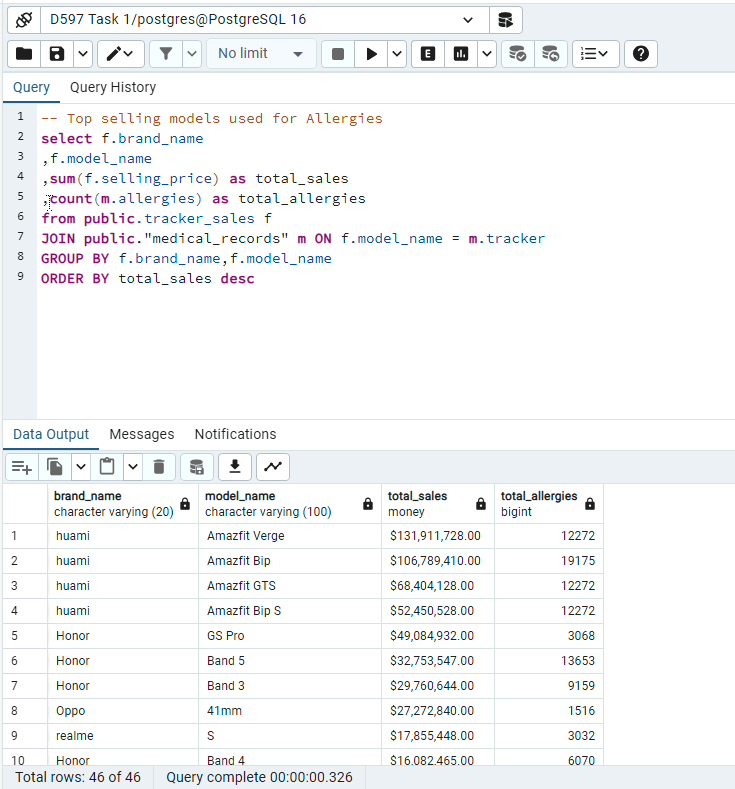 D597 Task 1/postgres@PostgreSQL 16
No limit
E
Query Query History
1 -- Top selling models used for Allergies
2 select f.brand_name
3 ,f.model_name
4 ,sum(f.selling_price) as total_sales
5 ,count(m.allergies) as total_allergies
6 from public.tracker_sales f
7 JOIN public."medical_records" m ON f.model_name = m.tracker
8 GROUP BY f.brand_name,f.model_name
9 ORDER BY total_sales desc
Data Output Messages Notifications
brand_name model_name total_sales total_allergies
character varying (20) character varying (100) money bigint
1 huami Amazfit Verge $131,911,728.00 12272
2 huami Amazfit Bip $106,789,410.00 19175
3 huami Amazfit GTS $68,404,128.00 12272
4 huami Amazfit Bip S $52,450,528.00 12272
5 Honor GS Pro $49,084,932.00 3068
6 Honor Band 5 $32,753,547.00 13653
7 Honor Band 3 $29,760,644.00 9159
8 Oppo 41mm $27,272,840.00 1516
9 realme S $17,855,448.00 3032
10 Honor Band 4 $16,082,465.00 6070
Total rows: 46 of 46 Query complete 00:00:00.326